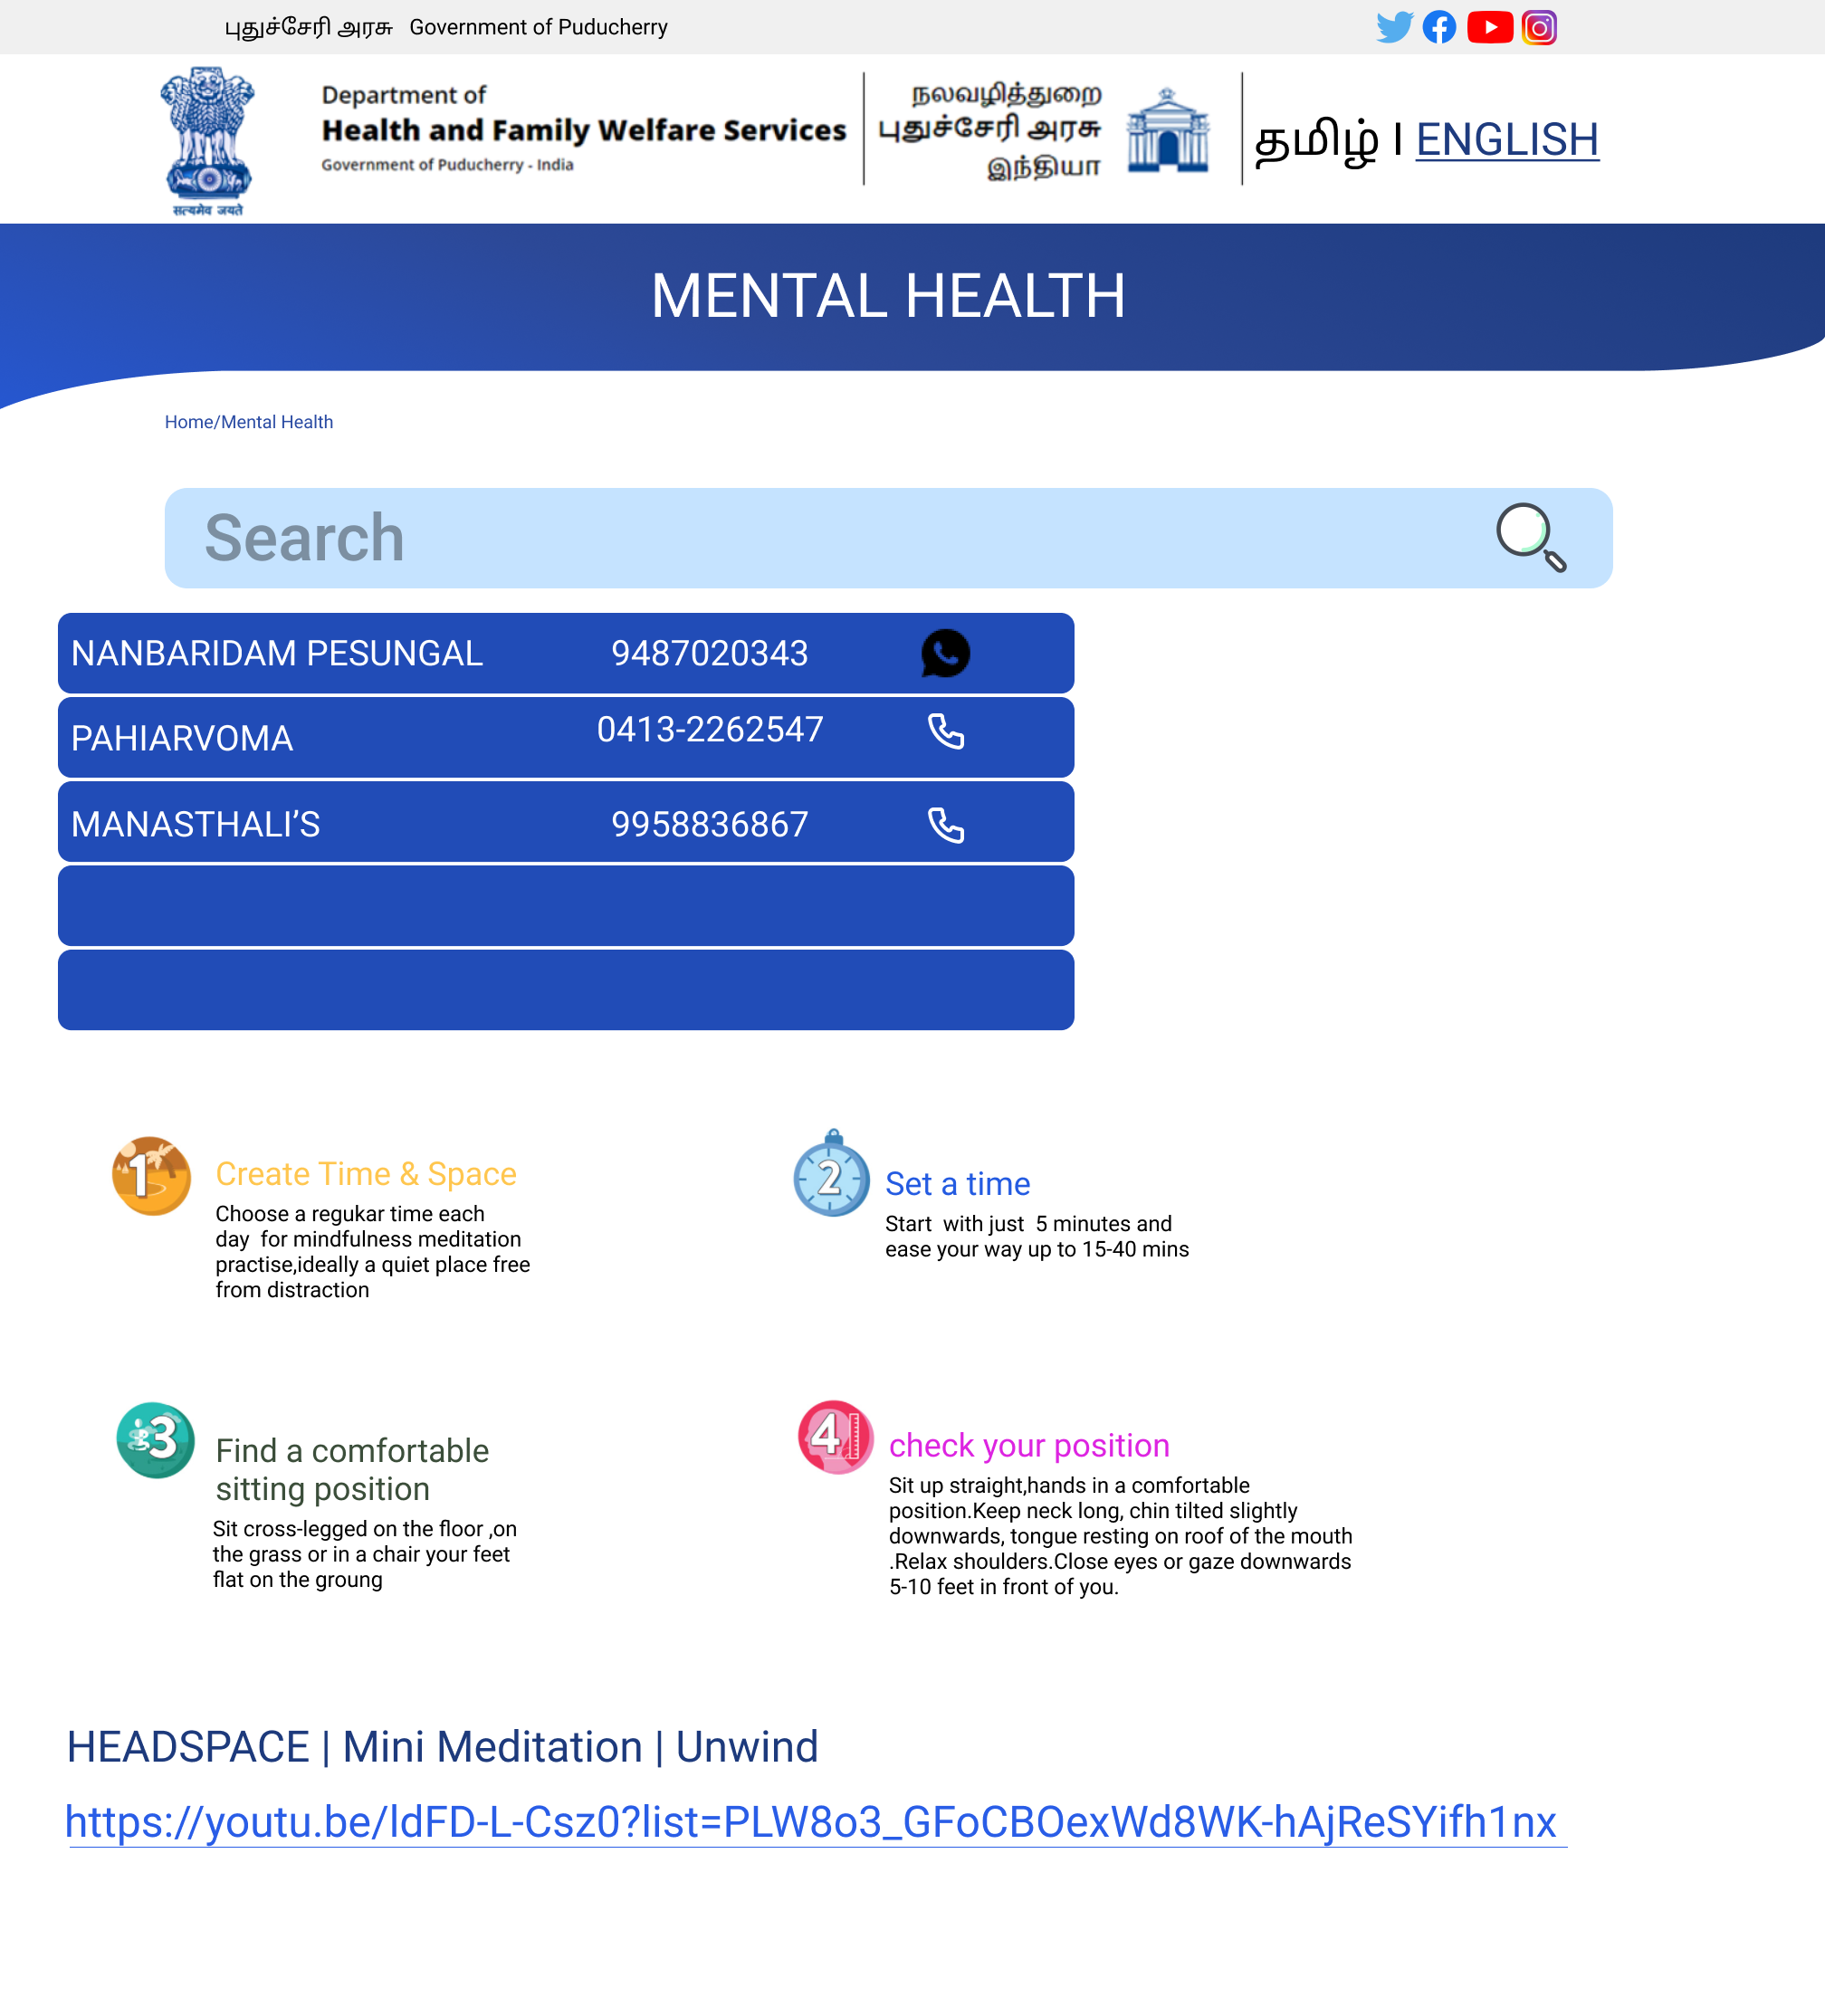 புதுச்சேரி அரசு Government of Puducherry
Department of
Health and Family Welfare Services
Government of Puducherry - India
நலவழித்துறை
புதுச்சேரி அரசு
இந்தியா
தமிழ் I ENGLISH
सत्यमेव जयते
MENTAL HEALTH
Home/Mental Health
Search
NANBARIDAM PESUNGAL 9487020343
PAHIARVOMA 0413-2262547
MANASTHALI’S 9958836867
1
Create Time & Space
Choose a regukar time each
day for mindfulness meditation
practise,ideally a quiet place free
from distraction
2
Set a time
Start with just 5 minutes and
ease your way up to 15-40 mins
3
Find a comfortable
sitting position
Sit cross-legged on the floor ,on
the grass or in a chair your feet
flat on the groung
4
check your position
Sit up straight,hands in a comfortable
position.Keep neck long, chin tilted slightly
downwards, tongue resting on roof of the mouth
.Relax shoulders.Close eyes or gaze downwards
5-10 feet in front of you.
HEADSPACE | Mini Meditation | Unwind
https://youtu.be/ldFD-L-Csz0?list=PLW8o3_GFoCBOexWd8WK-hAjReSYifh1nx